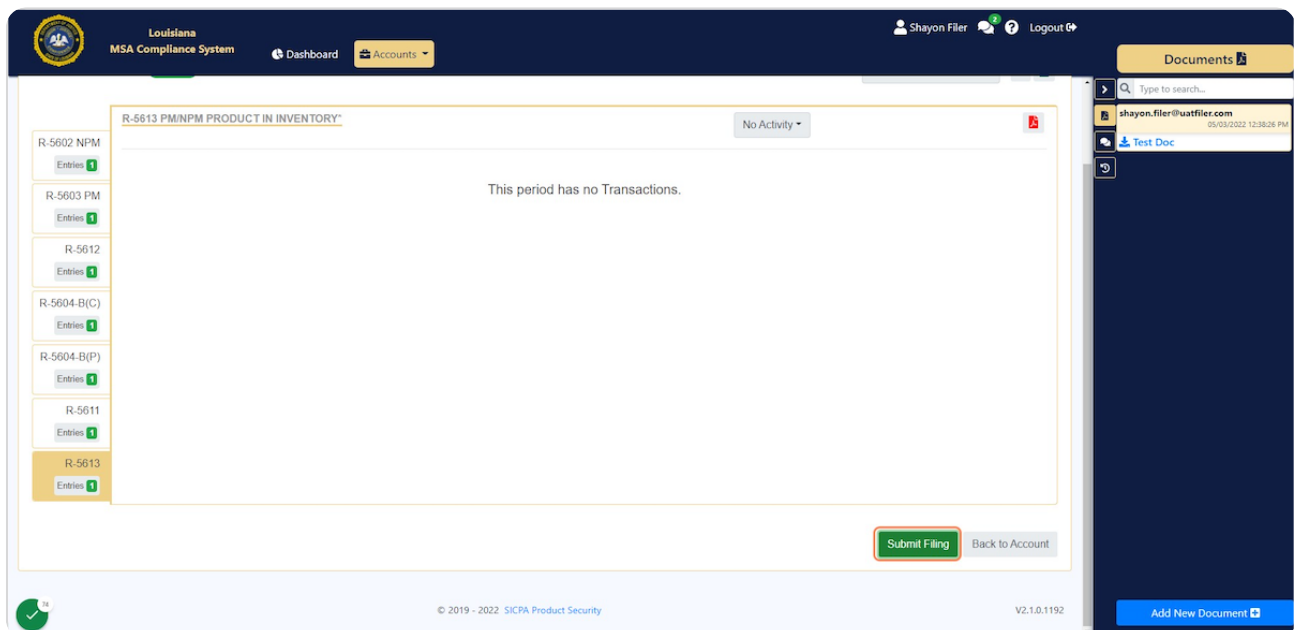 Louisiana
MSA Compliance System
Dashboard
Accounts
Shayon Filer
2
Logout
Documents
Type to search...
shayon.filer@uatfiler.com
05/03/2022 12:38:26 PM
Test Doc
R-5613 PM/NPM PRODUCT IN INVENTORY*
No Activity
This period has no Transactions.
R-5602 NPM
Entries 1
R-5603 PM
Entries 1
R-5612
Entries 1
R-5604-B(C)
Entries 1
R-5604-B(P)
Entries 1
R-5611
Entries 1
R-5613
Entries 1
Submit Filing
Back to Account
© 2019 - 2022 SICPA Product Security
V2.1.0.1192
Add New Document